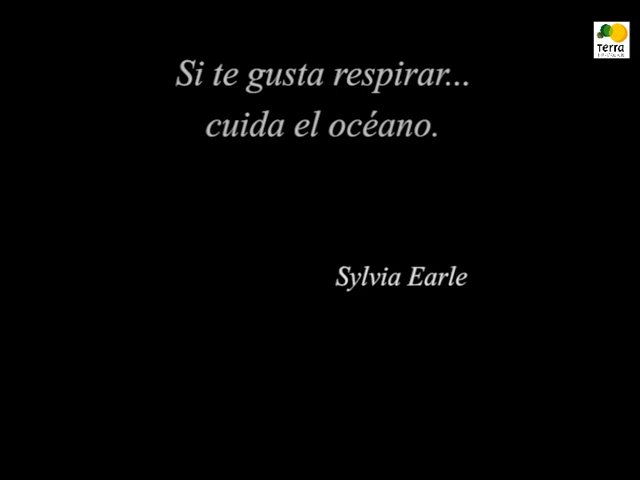 Si te gusta respirar...
cuida el océano.
Sylvia Earle
Terra